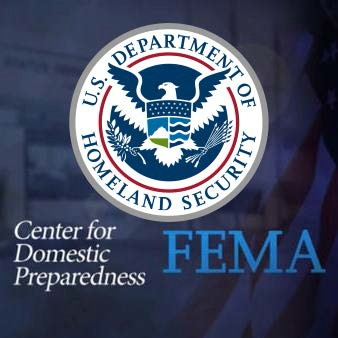 U.S. DEPARTMENT OF
HOMELAND SECURITY
Center for
Domestic
Preparedness
FEMA